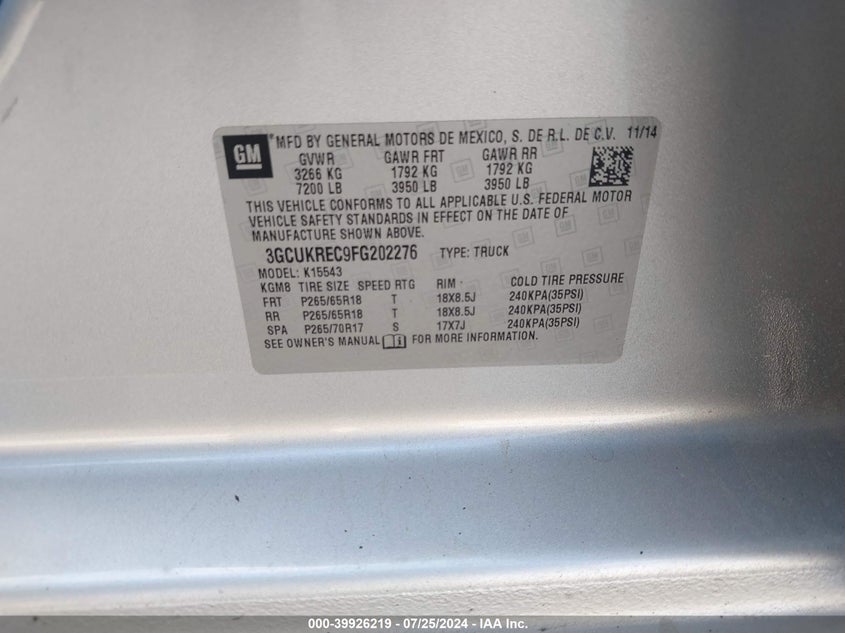 GM ® MFD BY GENERAL MOTORS DE MEXICO, S. DE R.L. DE C.V. 11/14
GVWR GAWR FRT GAWR RR
3266 KG 1792 KG 1792 KG
7200 LB 3950 LB 3950 LB
THIS VEHICLE CONFORMS TO ALL APPLICABLE U.S. FEDERAL MOTOR
VEHICLE SAFETY STANDARDS IN EFFECT ON THE DATE OF
MANUFACTURE SHOWN ABOVE.
3GCUKREC9FG202276 TYPE: TRUCK
MODEL: K15543
KGM8 TIRE SIZE SPEED RTG RIM COLD TIRE PRESSURE
FRT P265/65R18 T 18X8.5J 240KPA(35PSI)
RR P265/65R18 T 18X8.5J 240KPA(35PSI)
SPA P265/70R17 S 17X7J 240KPA(35PSI)
SEE OWNER'S MANUAL FOR MORE INFORMATION.
000-39926219 / 07/25/2024 - IAA Inc.